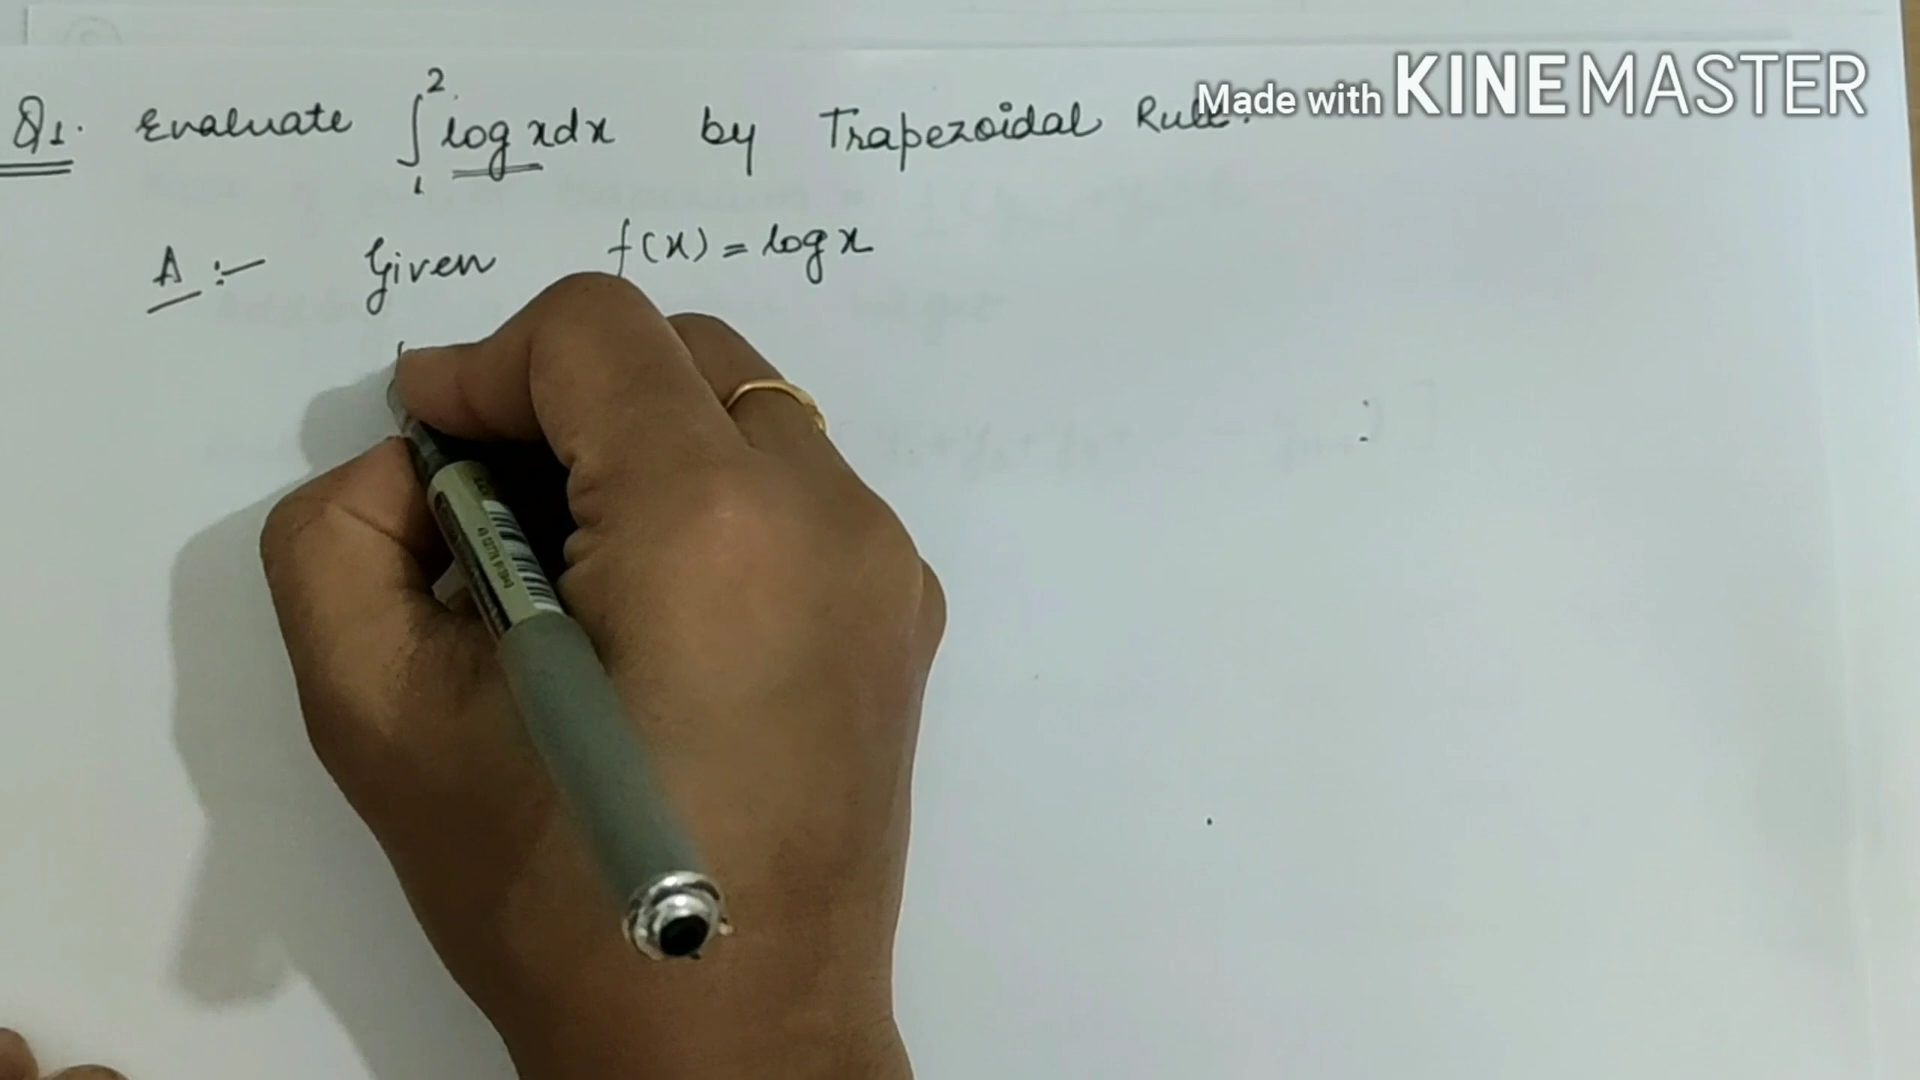 Made with KINEMASTER
Q1. Evaluate ∫₁² log x dx by Trapezoidal Rule.
A :- Given f(x) = log x